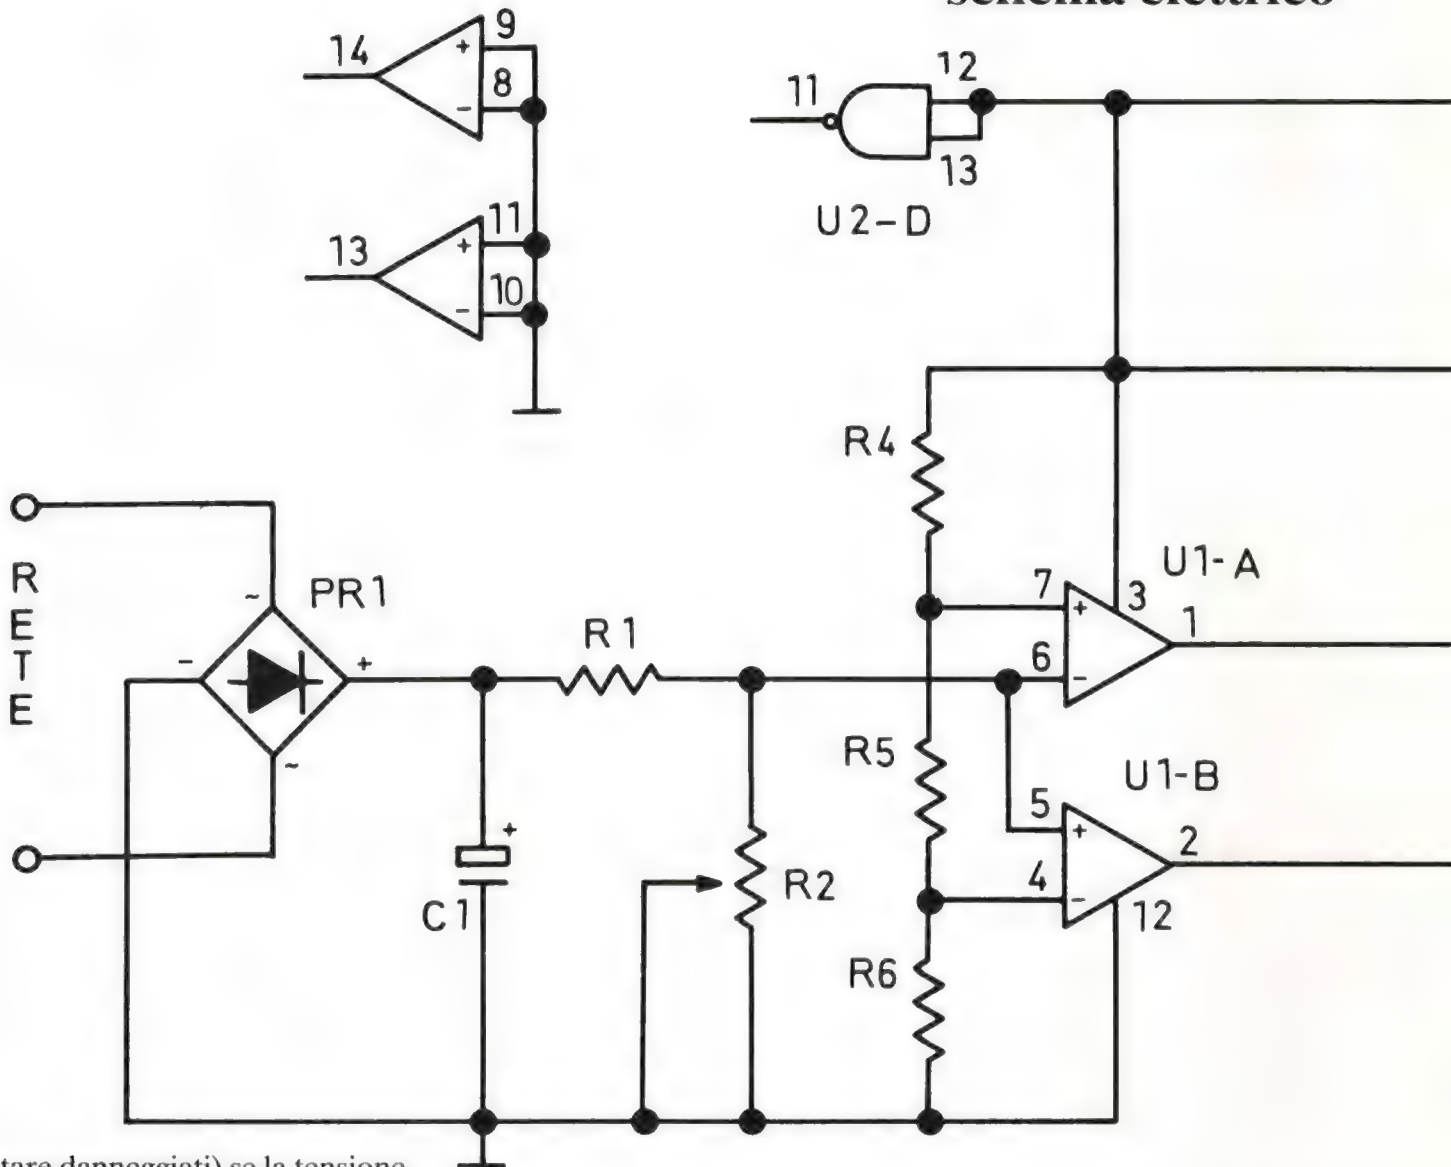 schema elettrico
9
14
+
8
-
12
11
13
U2-D
11
13
+
10
-
R4
U1-A
7
+
3
1
6
-
RETE
~
PR1
-
+
R1
~
R5
U1-B
5
+
2
4
-
12
+
C1
R2
R6
tare danneggiati) se la tensione